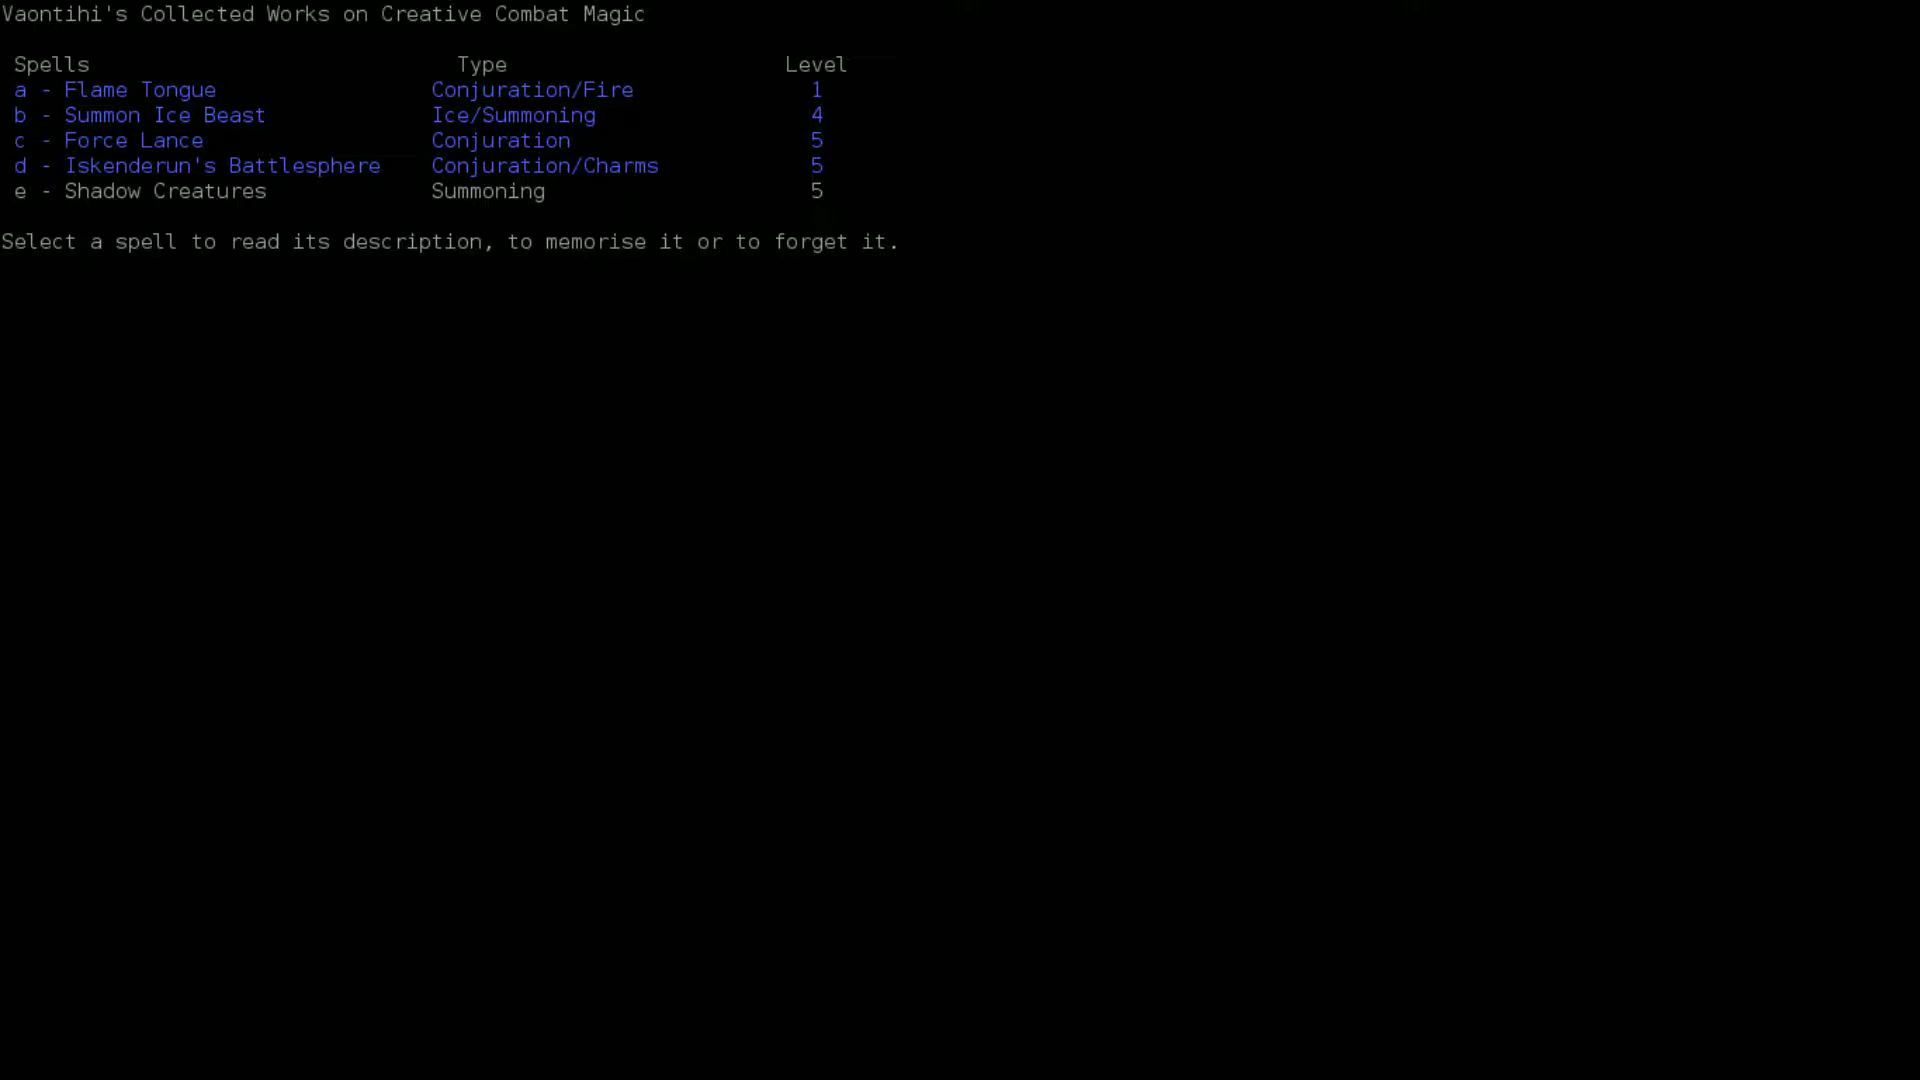 Vaontihi's Collected Works on Creative Combat Magic
Spells Type Level
a - Flame Tongue Conjuration/Fire 1
b - Summon Ice Beast Ice/Summoning 4
c - Force Lance Conjuration 5
d - Iskenderun's Battlesphere Conjuration/Charms 5
e - Shadow Creatures Summoning 5
Select a spell to read its description, to memorise it or to forget it.